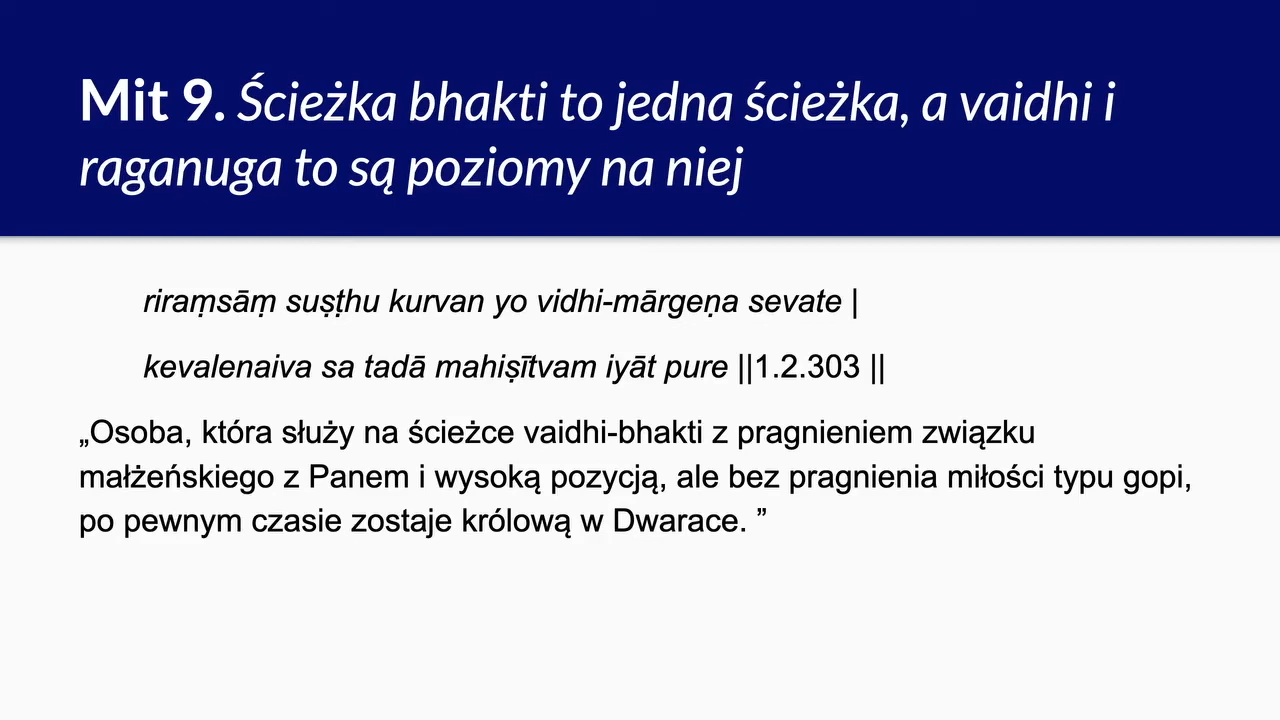 Mit 9. Ścieżka bhakti to jedna ścieżka, a vaidhi i
raganuga to są poziomy na niej
riraṃsāṃ suṣṭhu kurvan yo vidhi-mārgeṇa sevate |
kevalenaiva sa tadā mahiṣītvam iyāt pure ||1.2.303 ||
„Osoba, która służy na ścieżce vaidhi-bhakti z pragnieniem związku
małżeńskiego z Panem i wysoką pozycją, ale bez pragnienia miłości typu gopi,
po pewnym czasie zostaje królową w Dwarace. ”